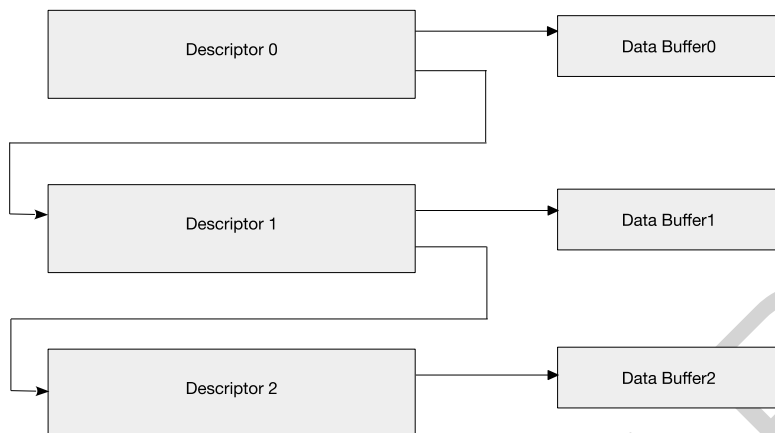 Descriptor 0
Data Buffer0
Descriptor 1
Data Buffer1
Descriptor 2
Data Buffer2